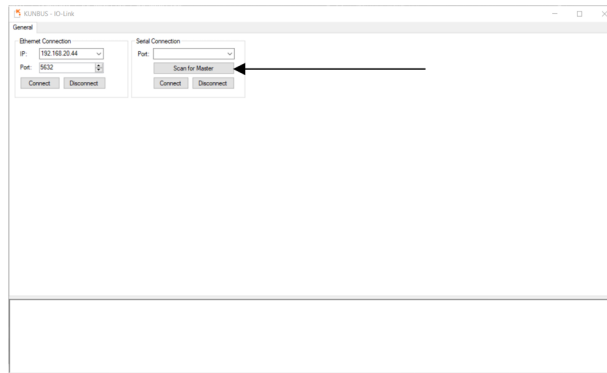 KUNBUS - IO-Link
General
Ethernet Connection
IP: 192.168.20.44
Port: 5632
Connect Disconnect
Serial Connection
Port:
Scan for Master
Connect Disconnect